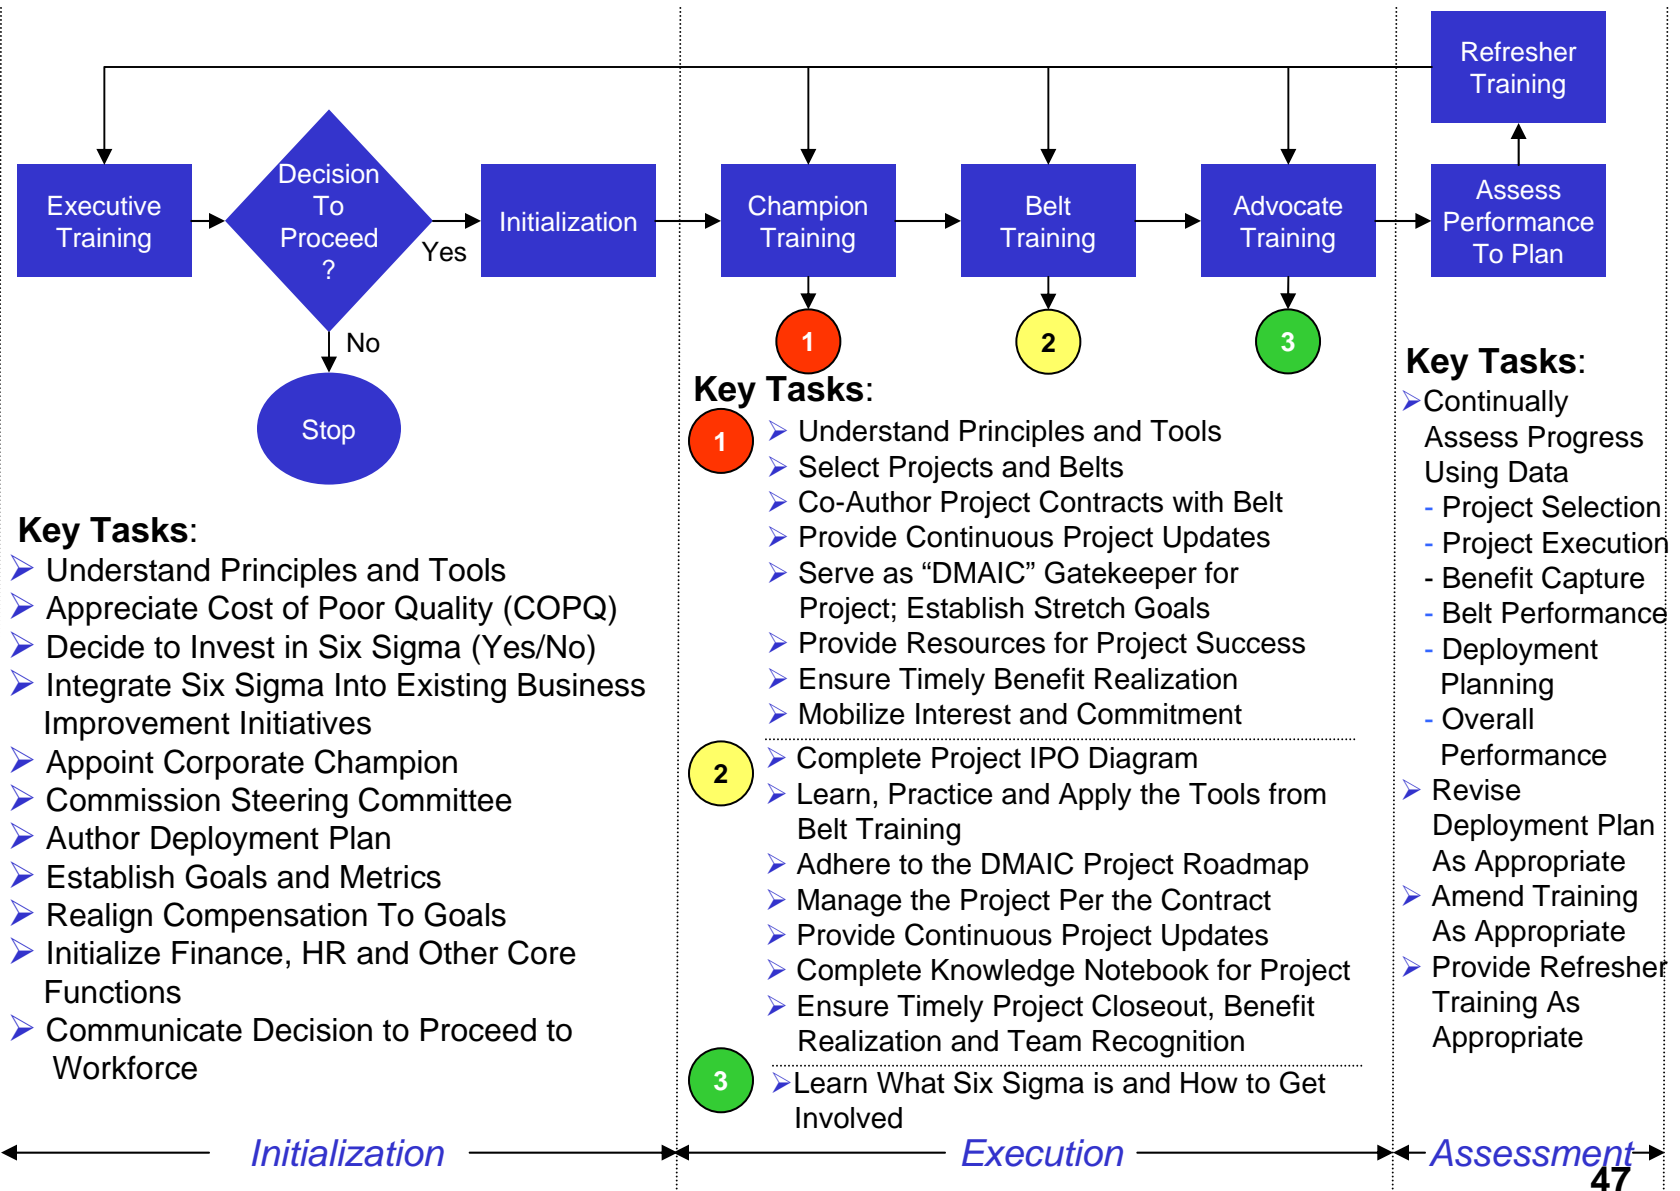 Refresher
Training
Executive
Training
Decision
To
Proceed
?
Yes
No
Stop
Initialization
Champion
Training
Belt
Training
Advocate
Training
Assess
Performance
To Plan
1
2
3
Key Tasks:
Understand Principles and Tools
Appreciate Cost of Poor Quality (COPQ)
Decide to Invest in Six Sigma (Yes/No)
Integrate Six Sigma Into Existing Business
Improvement Initiatives
Appoint Corporate Champion
Commission Steering Committee
Author Deployment Plan
Establish Goals and Metrics
Realign Compensation To Goals
Initialize Finance, HR and Other Core
Functions
Communicate Decision to Proceed to
Workforce
Key Tasks:
1
Understand Principles and Tools
Select Projects and Belts
Co-Author Project Contracts with Belt
Provide Continuous Project Updates
Serve as “DMAIC” Gatekeeper for
Project; Establish Stretch Goals
Provide Resources for Project Success
Ensure Timely Benefit Realization
Mobilize Interest and Commitment
2
Complete Project IPO Diagram
Learn, Practice and Apply the Tools from
Belt Training
Adhere to the DMAIC Project Roadmap
Manage the Project Per the Contract
Provide Continuous Project Updates
Complete Knowledge Notebook for Project
Ensure Timely Project Closeout, Benefit
Realization and Team Recognition
3
Learn What Six Sigma is and How to Get
Involved
Key Tasks:
Continually
Assess Progress
Using Data
- Project Selection
- Project Execution
- Benefit Capture
- Belt Performance
- Deployment
Planning
- Overall
Performance
Revise
Deployment Plan
As Appropriate
Amend Training
As Appropriate
Provide Refresher
Training As
Appropriate
Initialization
Execution
Assessment
47